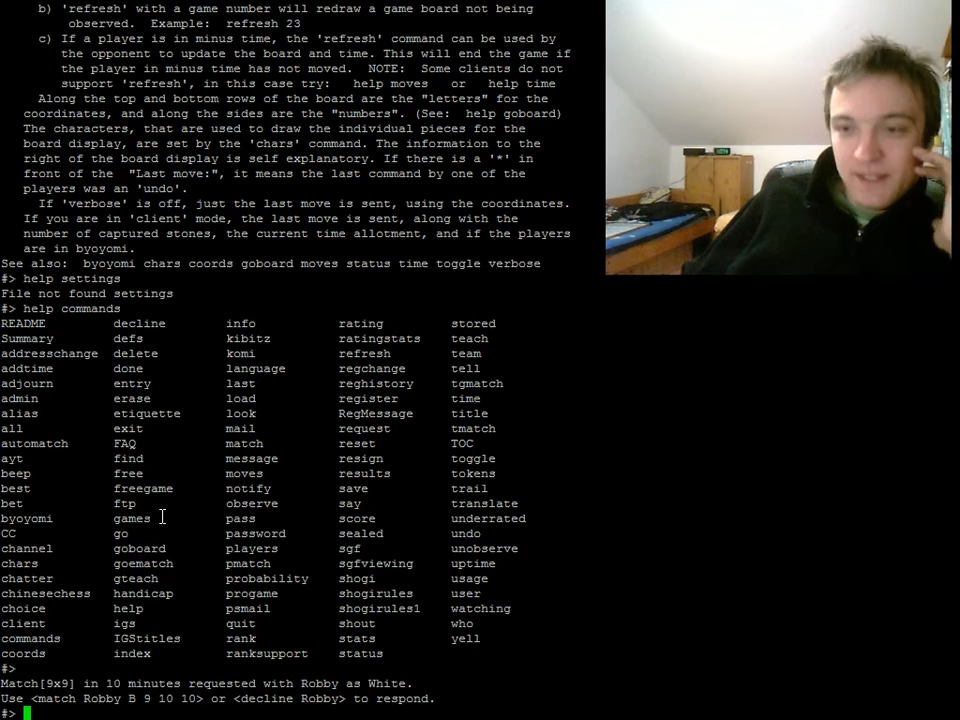 b) 'refresh' with a game number will redraw a game board not being
observed.  Example:  refresh 23
c) If a player is in minus time, the 'refresh' command can be used by
the opponent to update the board and time. This will end the game if
the player in minus time has not moved.  NOTE:  Some clients do not
support 'refresh', in this case try:   help moves   or   help time
Along the top and bottom rows of the board are the "letters" for the
coordinates, and along the sides are the "numbers". (See:  help goboard)
The characters, that are used to draw the individual pieces for the
board display, are set by the 'chars' command. The information to the
right of the board display is self explanatory. If there is a '*' in
front of the  "Last move:", it means the last command by one of the
players was an 'undo'.
If 'verbose' is off, just the last move is sent, using the coordinates.
If you are in 'client' mode, the last move is sent, along with the
number of captured stones, the current time allotment, and if the players
are in byoyomi.
See also:  byoyomi chars coords goboard moves status time toggle verbose
#> help settings
File not found settings
#> help commands
README decline info rating stored
Summary defs kibitz ratingstats teach
addresschange delete komi refresh team
addtime done language regchange tell
adjourn entry last reghistory tgmatch
admin erase load register time
alias etiquette look RegMessage title
all exit mail request tmatch
automatch FAQ match reset TOC
ayt find message resign toggle
beep free moves results tokens
best freegame notify save trail
bet ftp observe say translate
byoyomi games pass score underrated
CC go password sealed undo
channel goboard players sgf unobserve
chars goematch pmatch sgfviewing uptime
chatter gteach probability shogi usage
chinesechess handicap progame shogirules user
choice help psmail shogirules1 watching
client igs quit shout who
commands IGStitles rank stats yell
coords index ranksupport status
#>
Match[9x9] in 10 minutes requested with Robby as White.
Use <match Robby B 9 10 10> or <decline Robby> to respond.
#>